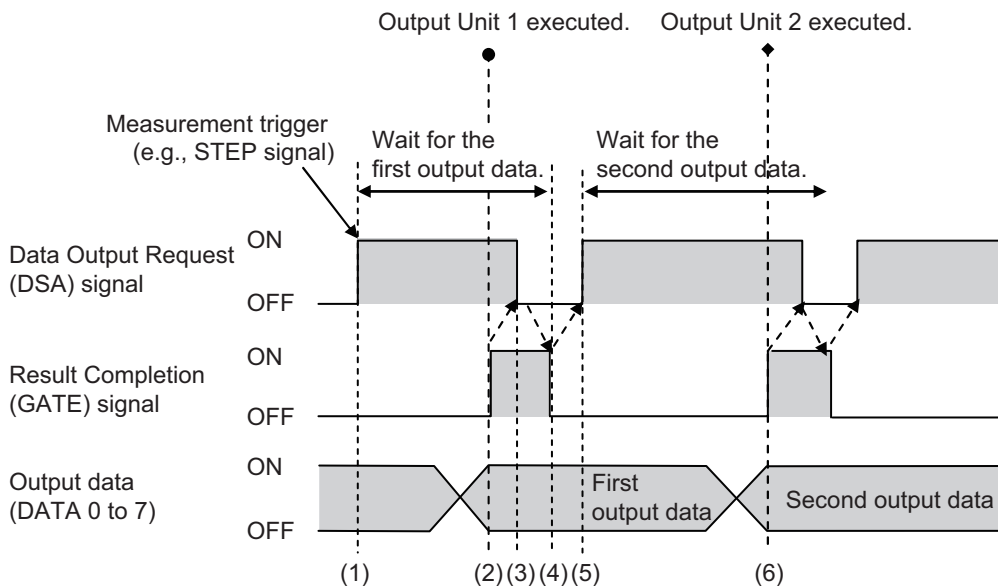 Output Unit 1 executed.
Output Unit 2 executed.
Measurement trigger
(e.g., STEP signal)
Wait for the
first output data.
Wait for the
second output data.
Data Output Request
(DSA) signal
ON
OFF
Result Completion
(GATE) signal
ON
OFF
Output data
(DATA 0 to 7)
ON
OFF
First
output data
Second output data
(1)
(2)
(3)
(4)
(5)
(6)